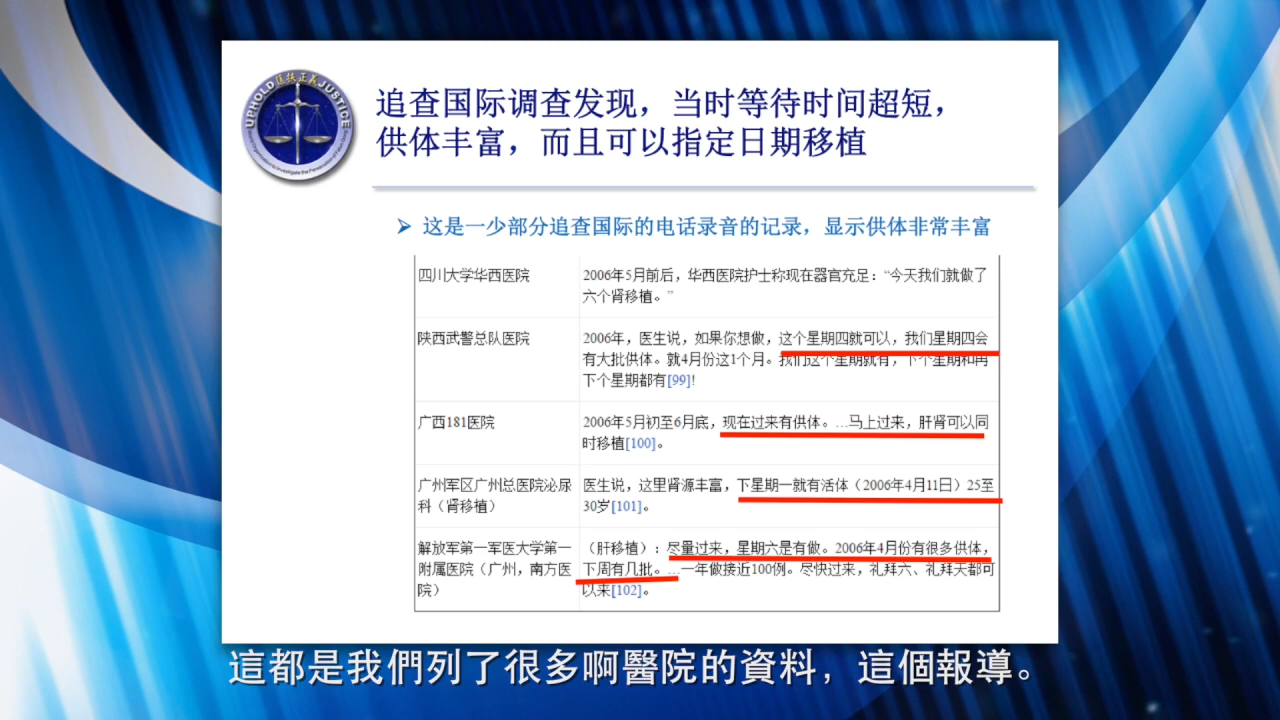 匡扶正義
UPHOLD JUSTICE
追查国际调查发现，当时等待时间超短，
供体丰富，而且可以指定日期移植
➢ 这是一少部分追查国际的电话录音的记录，显示供体非常丰富
四川大学华西医院
2006年5月前后，华西医院护士称现在器官充足：“今天我们就做了
六个肾移植。”
陕西武警总队医院
2006年，医生说，如果你想做，这个星期四就可以，我们星期四会
有大批供体。就4月份这1个月。我们这个星期就有，下个星期和再
下个星期都有[99]!
广西181医院
2006年5月初至6月底，现在过来有供体。…马上过来，肝肾可以同
时移植[100]。
广州军区广州总医院泌尿
科（肾移植）
医生说，这里肾源丰富，下星期一就有活体（2006年4月11日）25至
30岁[101]。
解放军第一军医大学第一
附属医院（广州，南方医
院）
（肝移植）：尽量过来，星期六是有做。2006年4月份有很多供体，
下周有几批。…一年做接近100例。尽快过来，礼拜六、礼拜天都可
以来[102]。
這都是我們列了很多啊醫院的資料，這個報導。